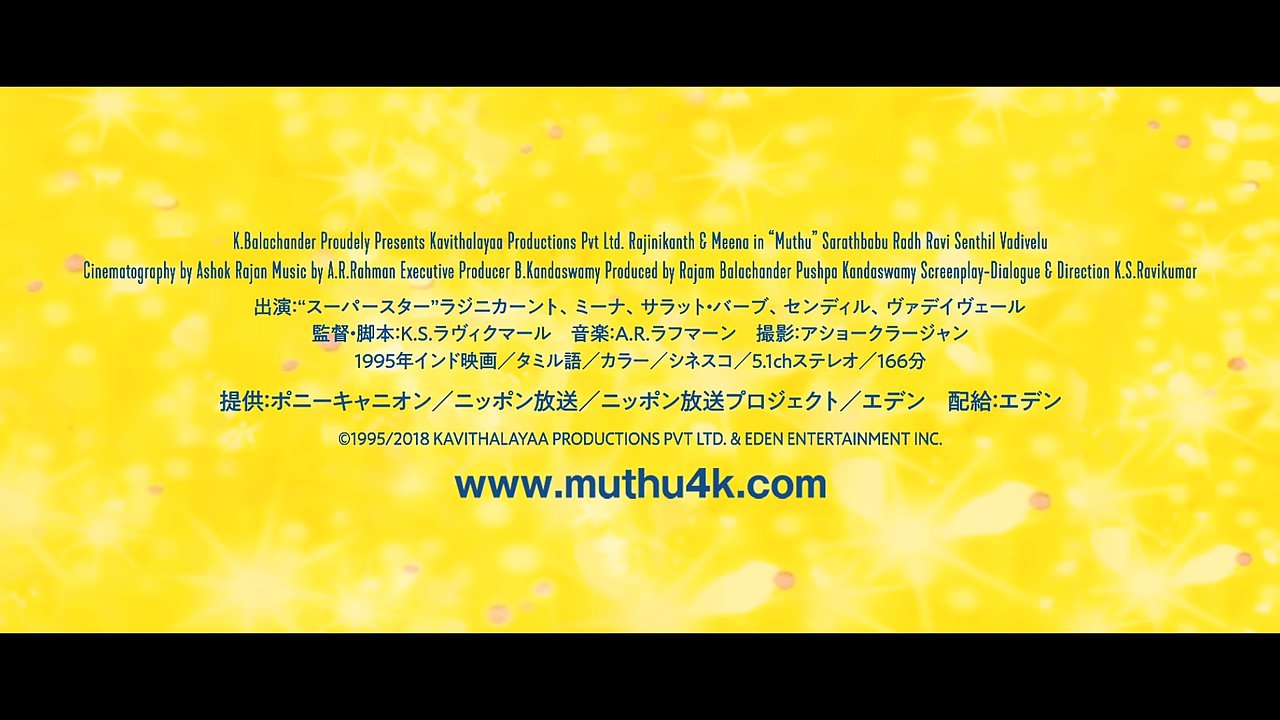 K.Balachander Proudely Presents Kavithalayaa Productions Pvt Ltd. Rajinikanth & Meena in “Muthu” Sarathbabu Radh Ravi Senthil Vadivelu
Cinematography by Ashok Rajan Music by A.R.Rahman Executive Producer B.Kandaswamy Produced by Rajam Balachander Pushpa Kandaswamy Screenplay-Dialogue & Direction K.S.Ravikumar
出演:“スーパースター”ラジニカーント、ミーナ、サラット・バーブ、センディル、ヴァデイヴェール
監督・脚本:K.S.ラヴィクマール　音楽:A.R.ラフマーン　撮影:アショークラージャン
1995年インド映画／タミル語／カラー／シネスコ／5.1chステレオ／166分
提供:ポニーキャニオン／ニッポン放送／ニッポン放送プロジェクト／エデン　配給:エデン
©1995/2018 KAVITHALAYAA PRODUCTIONS PVT LTD. & EDEN ENTERTAINMENT INC.
www.muthu4k.com